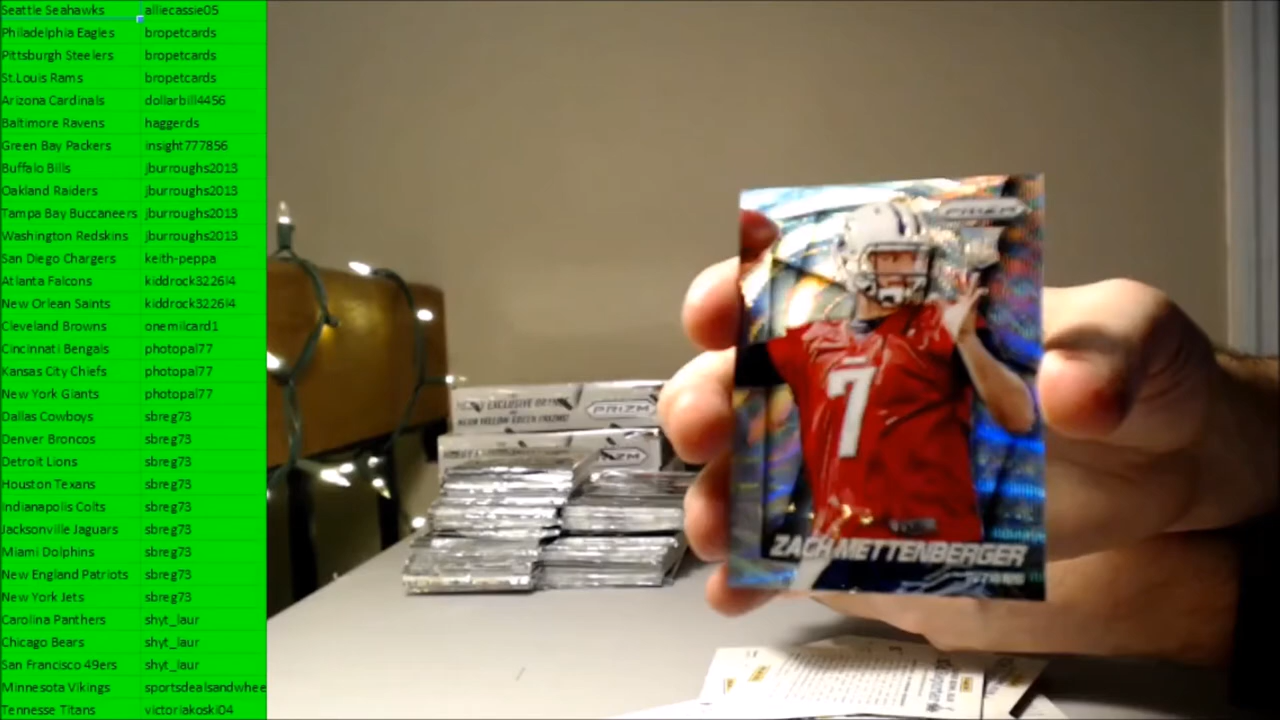 Seattle Seahawks alliecassie05
Philadelphia Eagles bropetcards
Pittsburgh Steelers bropetcards
St.Louis Rams bropetcards
Arizona Cardinals dollarbill4456
Baltimore Ravens haggerds
Green Bay Packers insight777856
Buffalo Bills jburroughs2013
Oakland Raiders jburroughs2013
Tampa Bay Buccaneers jburroughs2013
Washington Redskins jburroughs2013
San Diego Chargers keith-peppa
Atlanta Falcons kiddrock322614
New Orlean Saints kiddrock322614
Cleveland Browns onemilcard1
Cincinnati Bengals photopal77
Kansas City Chiefs photopal77
New York Giants photopal77
Dallas Cowboys sbreg73
Denver Broncos sbreg73
Detroit Lions sbreg73
Houston Texans sbreg73
Indianapolis Colts sbreg73
Jacksonville Jaguars sbreg73
Miami Dolphins sbreg73
New England Patriots sbreg73
New York Jets sbreg73
Carolina Panthers shyt_laur
Chicago Bears shyt_laur
San Francisco 49ers shyt_laur
Minnesota Vikings sportsdealsandwhee
Tennesse Titans victoriakoski04
PRIZM
7
ZACH METTENBERGER
EXCLUSIVE
PRIZM